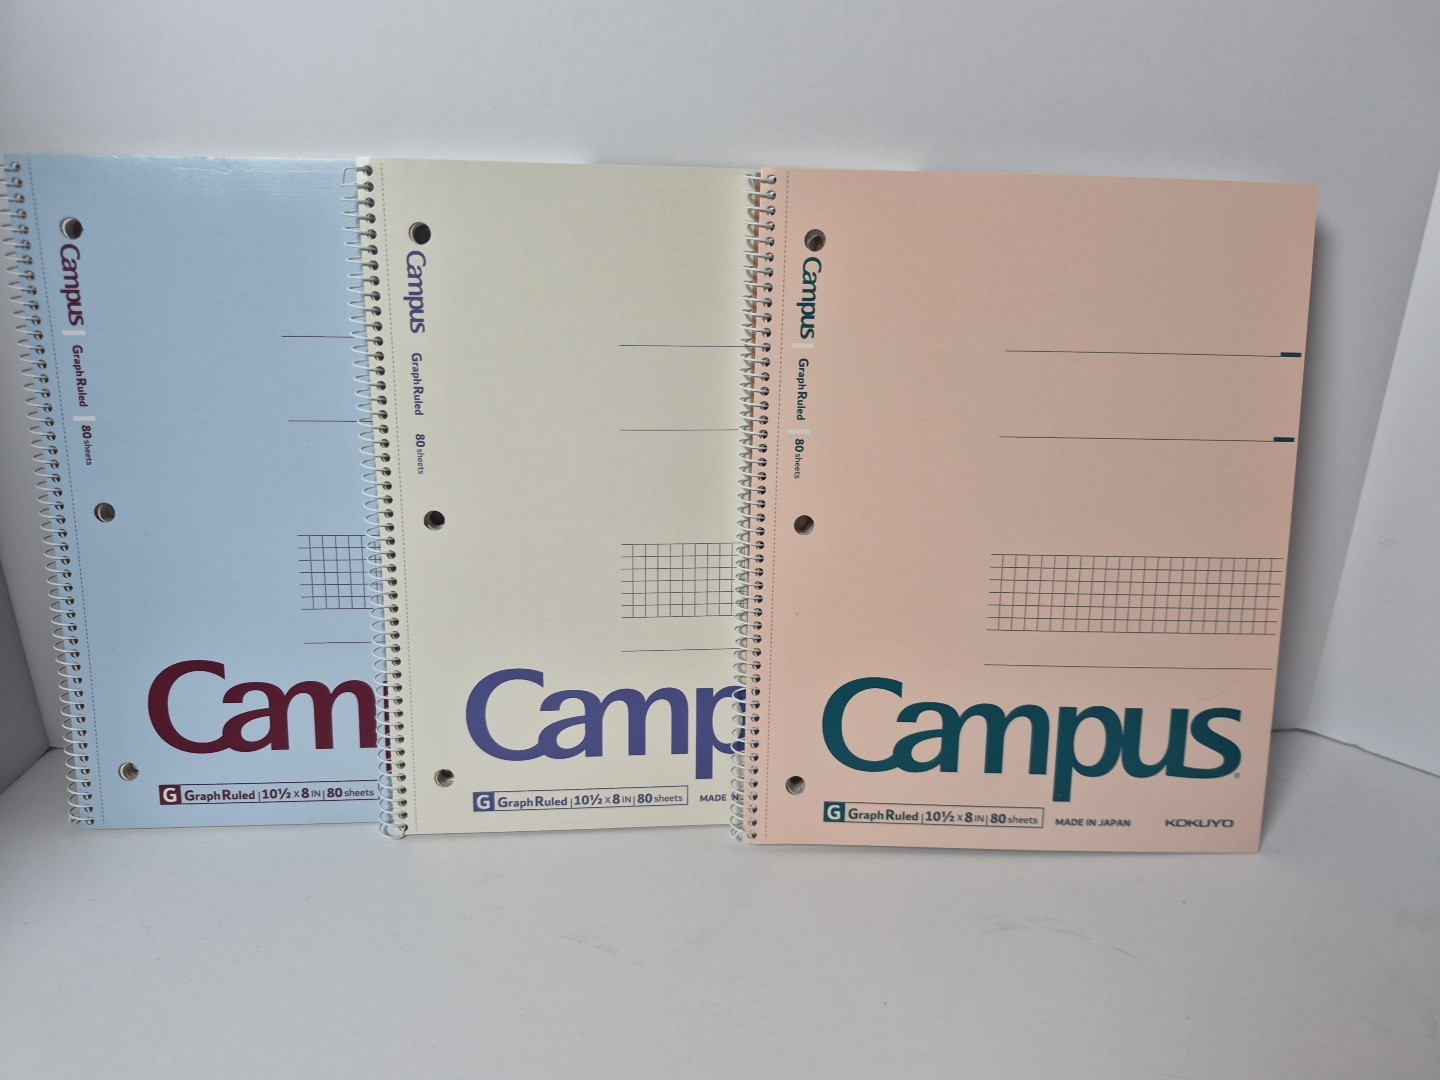 Campus
Graph Ruled
80 sheets
Cam
G Graph Ruled | 10½ x 8 IN | 80 sheets
Campus
Graph Ruled
80 sheets
Camp
G Graph Ruled | 10½ x 8 IN | 80 sheets
MADE
Campus
Graph Ruled
80 sheets
Campus
G Graph Ruled | 10½ x 8 IN | 80 sheets MADE IN JAPAN KOKUYO